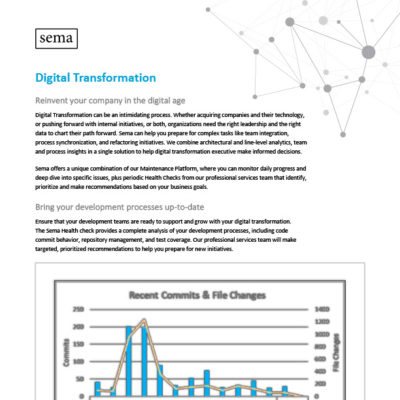 sema
Digital Transformation
Reinvent your company in the digital age
Digital Transformation can be an intimidating process. Whether acquiring companies and their technology,
or pushing forward with internal initiatives, or both, organizations need the right leadership and the right
data to chart their path forward. Sema can help you prepare for complex tasks like team integration,
process synchronization, and refactoring initiatives. We combine architectural and line-level analytics, team
and process insights in a single solution to help digital transformation executive make informed decisions.
Sema offers a unique combination of our Maintenance Platform, where you can monitor daily progress and
deep dive into specific issues, plus periodic Health Checks from our professional services team that identify,
prioritize and make recommendations based on your business goals.
Bring your development processes up-to-date
Ensure that your development teams are ready to support and grow with your digital transformation.
The Sema Health check provides a complete analysis of your development processes, including code
commit behavior, repository management, and test coverage. Our professional services team will make
targeted, prioritized recommendations to help you prepare for new initiatives.
Recent Commits & File Changes
Commits
250
200
150
100
50
0
1400
1200
1000
800
600
400
200
0
File Changes